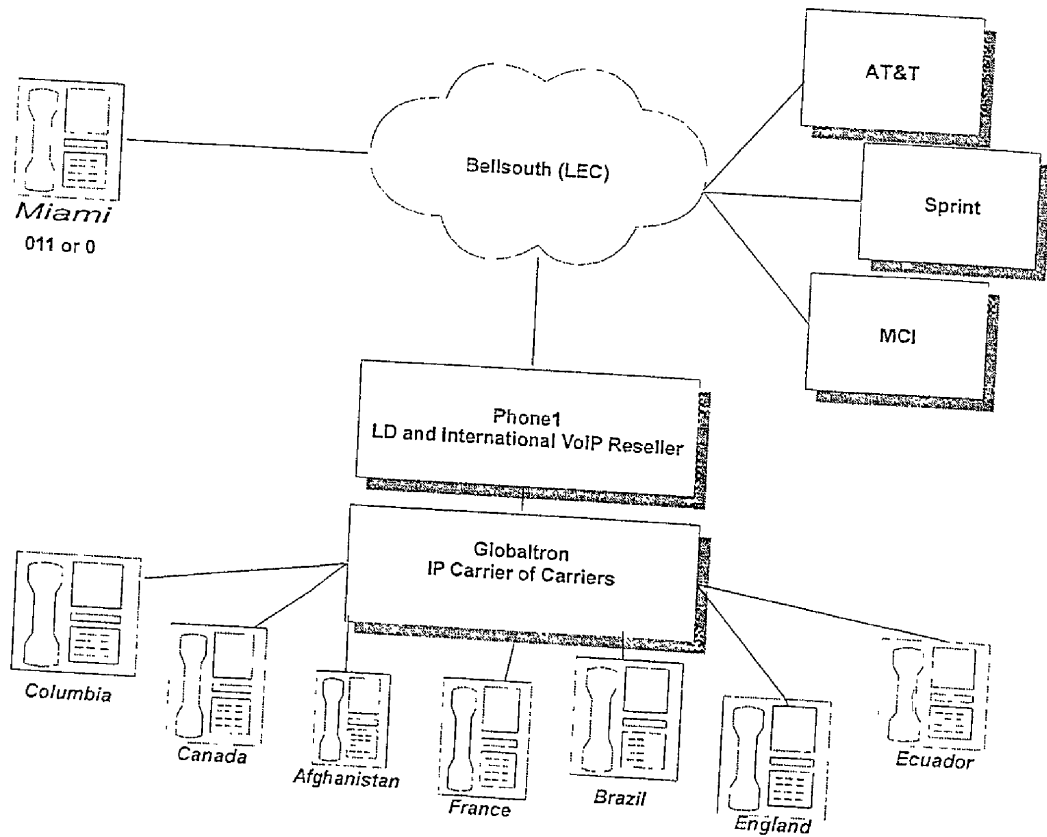 AT&T
Bellsouth (LEC)
Sprint
Miami
011 or 0
MCI
Phone1
LD and International VoIP Reseller
Globaltron
IP Carrier of Carriers
Columbia
Canada
Afghanistan
France
Brazil
England
Ecuador